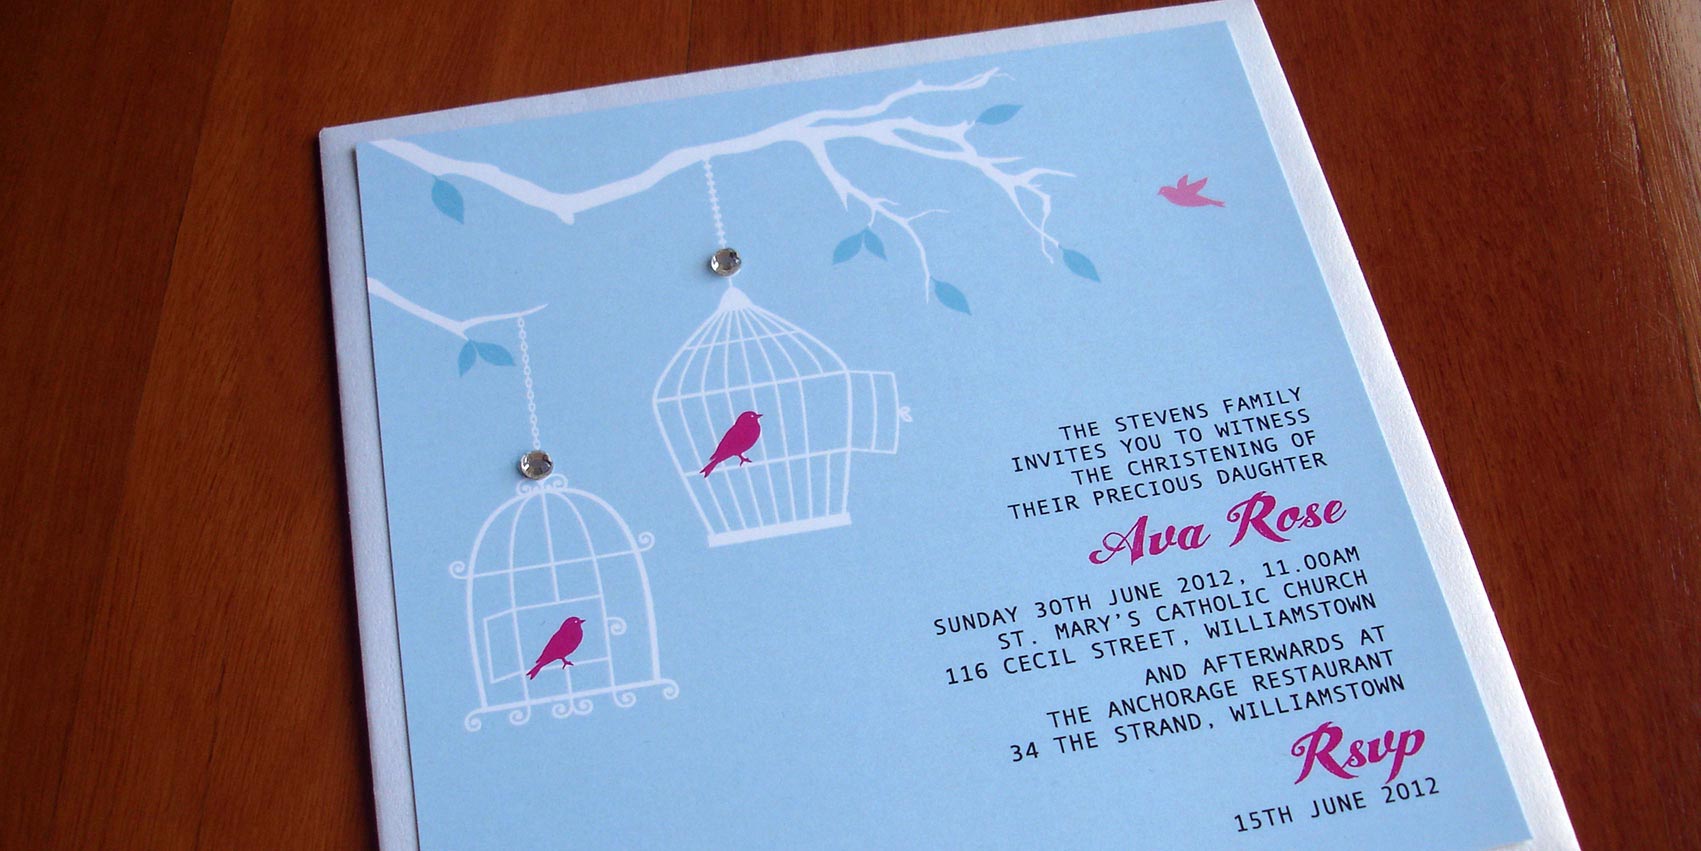 THE STEVENS FAMILY
INVITES YOU TO WITNESS
THE CHRISTENING OF
THEIR PRECIOUS DAUGHTER
Ava Rose
SUNDAY 30TH JUNE 2012, 11.00AM
ST. MARY'S CATHOLIC CHURCH
116 CECIL STREET, WILLIAMSTOWN
AND AFTERWARDS AT
THE ANCHORAGE RESTAURANT
34 THE STRAND, WILLIAMSTOWN
Rsvp
15TH JUNE 2012